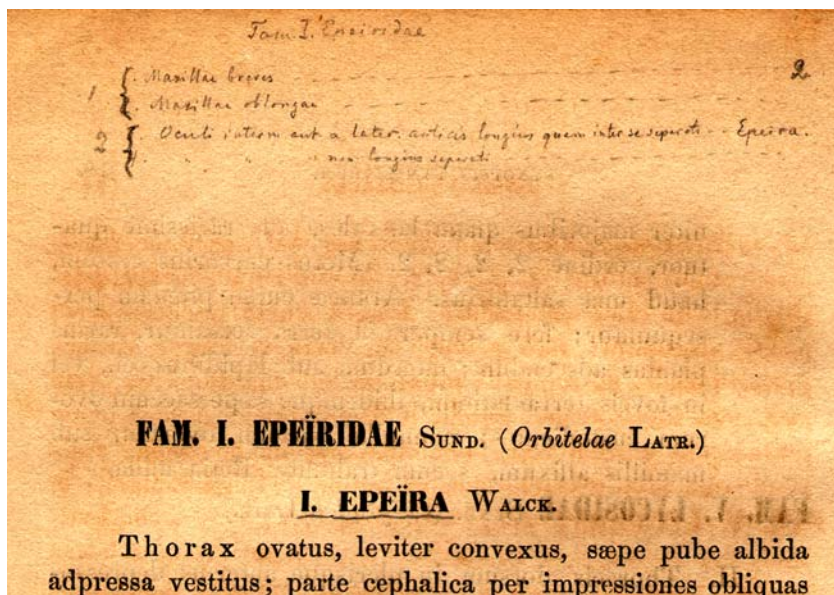 Fam. I. Epeiridae
1 { Maxillae breves 2
Maxillae oblongae
2 { Oculi interm aut a later. anticis longius quam inter se separati Epeira.
" " " non longius separati
FAM. I. EPEÏRIDAE SUND. (Orbitelae LATR.)
I. EPEÏRA WALCK.
Thorax ovatus, leviter convexus, sæpe pube albida
adpressa vestitus; parte cephalica per impressiones obliquas